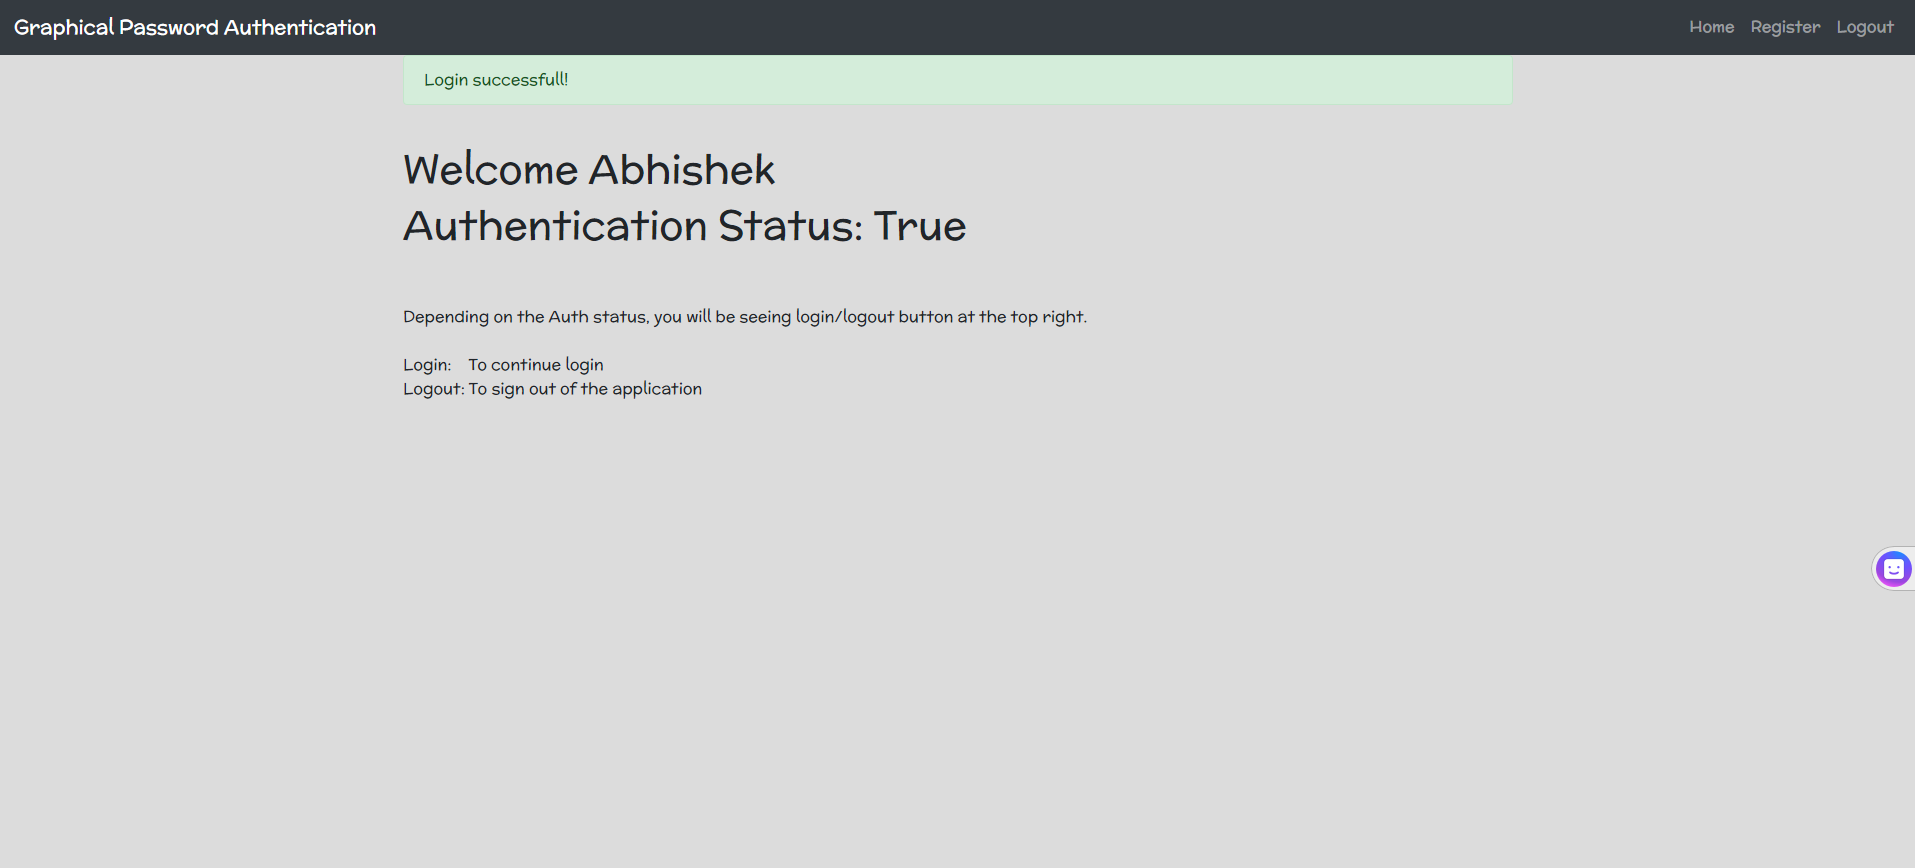 Graphical Password Authentication
Home Register Logout
Login successfull!
Welcome Abhishek
Authentication Status: True
Depending on the Auth status, you will be seeing login/logout button at the top right.
Login: To continue login
Logout: To sign out of the application